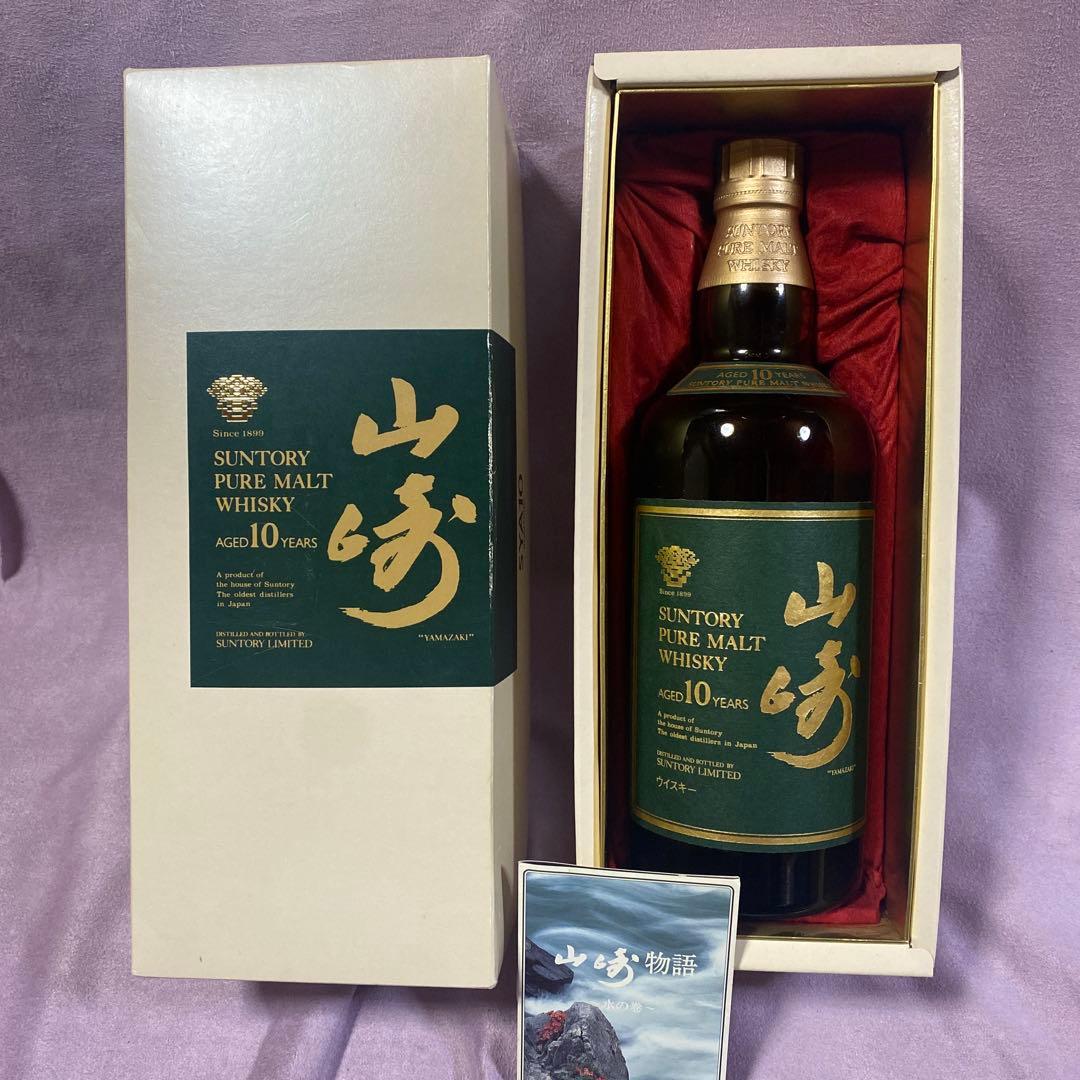 Since 1899
SUNTORY
PURE MALT
WHISKY
AGED 10 YEARS
A product of
the house of Suntory
The oldest distillers
in Japan
DISTILLED AND BOTTLED BY
SUNTORY LIMITED
山崎
"YAMAZAKI"
SYA10
SUNTORY
PURE MALT
WHISKY
AGED 10 YEARS
SUNTORY PURE MALT WHISKY
Since 1899
SUNTORY
PURE MALT
WHISKY
AGED 10 YEARS
A product of
the house of Suntory
The oldest distillers in Japan
DISTILLED AND BOTTLED BY
SUNTORY LIMITED
ウイスキー
山崎
"YAMAZAKI"
山崎物語
水の巻〜